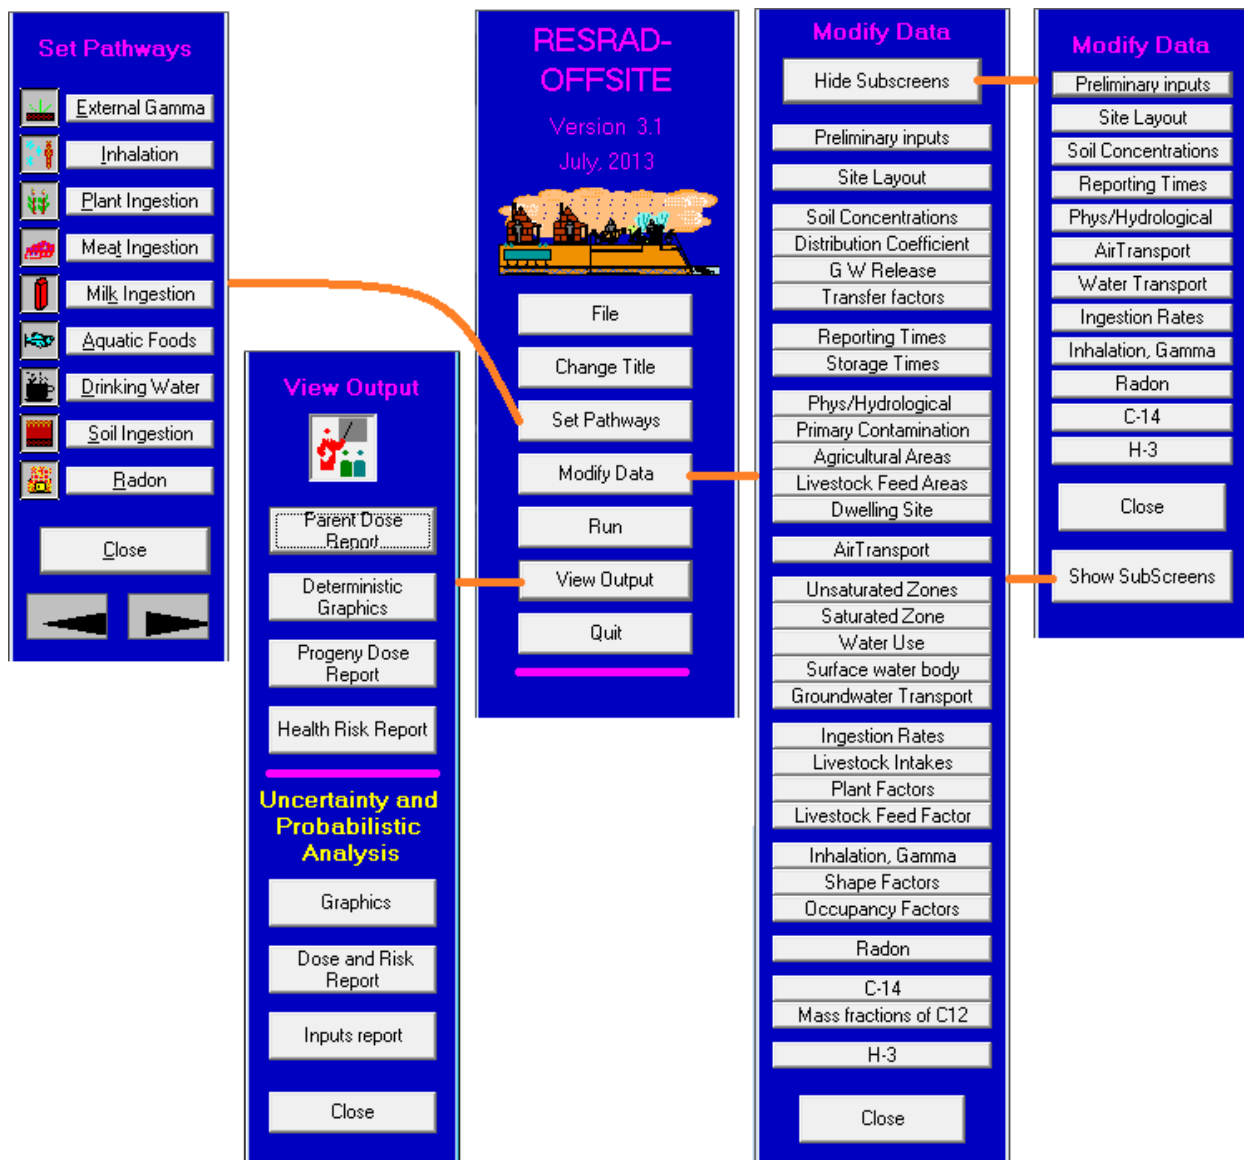 Set Pathways
External Gamma
Inhalation
Plant Ingestion
Meat Ingestion
Milk Ingestion
Aquatic Foods
Drinking Water
Soil Ingestion
Radon
Close
View Output
Parent Dose
Report
Deterministic
Graphics
Progeny Dose
Report
Health Risk Report
Uncertainty and
Probabilistic
Analysis
Graphics
Dose and Risk
Report
Inputs report
Close
RESRAD-
OFFSITE
Version 3.1
July, 2013
File
Change Title
Set Pathways
Modify Data
Run
View Output
Quit
Modify Data
Hide Subscreens
Preliminary inputs
Site Layout
Soil Concentrations
Distribution Coefficient
G W Release
Transfer factors
Reporting Times
Storage Times
Phys/Hydrological
Primary Contamination
Agricultural Areas
Livestock Feed Areas
Dwelling Site
AirTransport
Unsaturated Zones
Saturated Zone
Water Use
Surface water body
Groundwater Transport
Ingestion Rates
Livestock Intakes
Plant Factors
Livestock Feed Factor
Inhalation, Gamma
Shape Factors
Occupancy Factors
Radon
C-14
Mass fractions of C12
H-3
Close
Modify Data
Preliminary inputs
Site Layout
Soil Concentrations
Reporting Times
Phys/Hydrological
AirTransport
Water Transport
Ingestion Rates
Inhalation, Gamma
Radon
C-14
H-3
Close
Show SubScreens